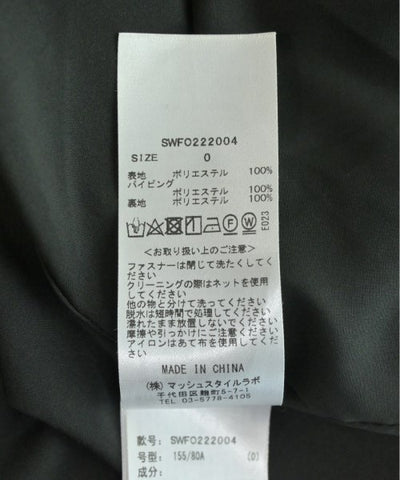 SWFO222004
SIZE 0
表地 ポリエステル 100%
パイピング
ポリエステル 100%
裏地 ポリエステル 100%
E023
<お取り扱い上のご注意>
ファスナーは閉じて洗たくしてく
ださい
クリーニングの際はネットを使用
してください
他の物と分けて洗ってください
脱水は短時間で処理してください
濡れたまま放置しないでください
摩擦や引っかけにご注意ください
アイロンはあて布を使用してくだ
さい
MADE IN CHINA
(株) マッシュスタイルラボ
千代田区麹町5-7-1
TEL 03-5778-4105
款号: SWFO222004
号型: 155/80A (0)
成分: